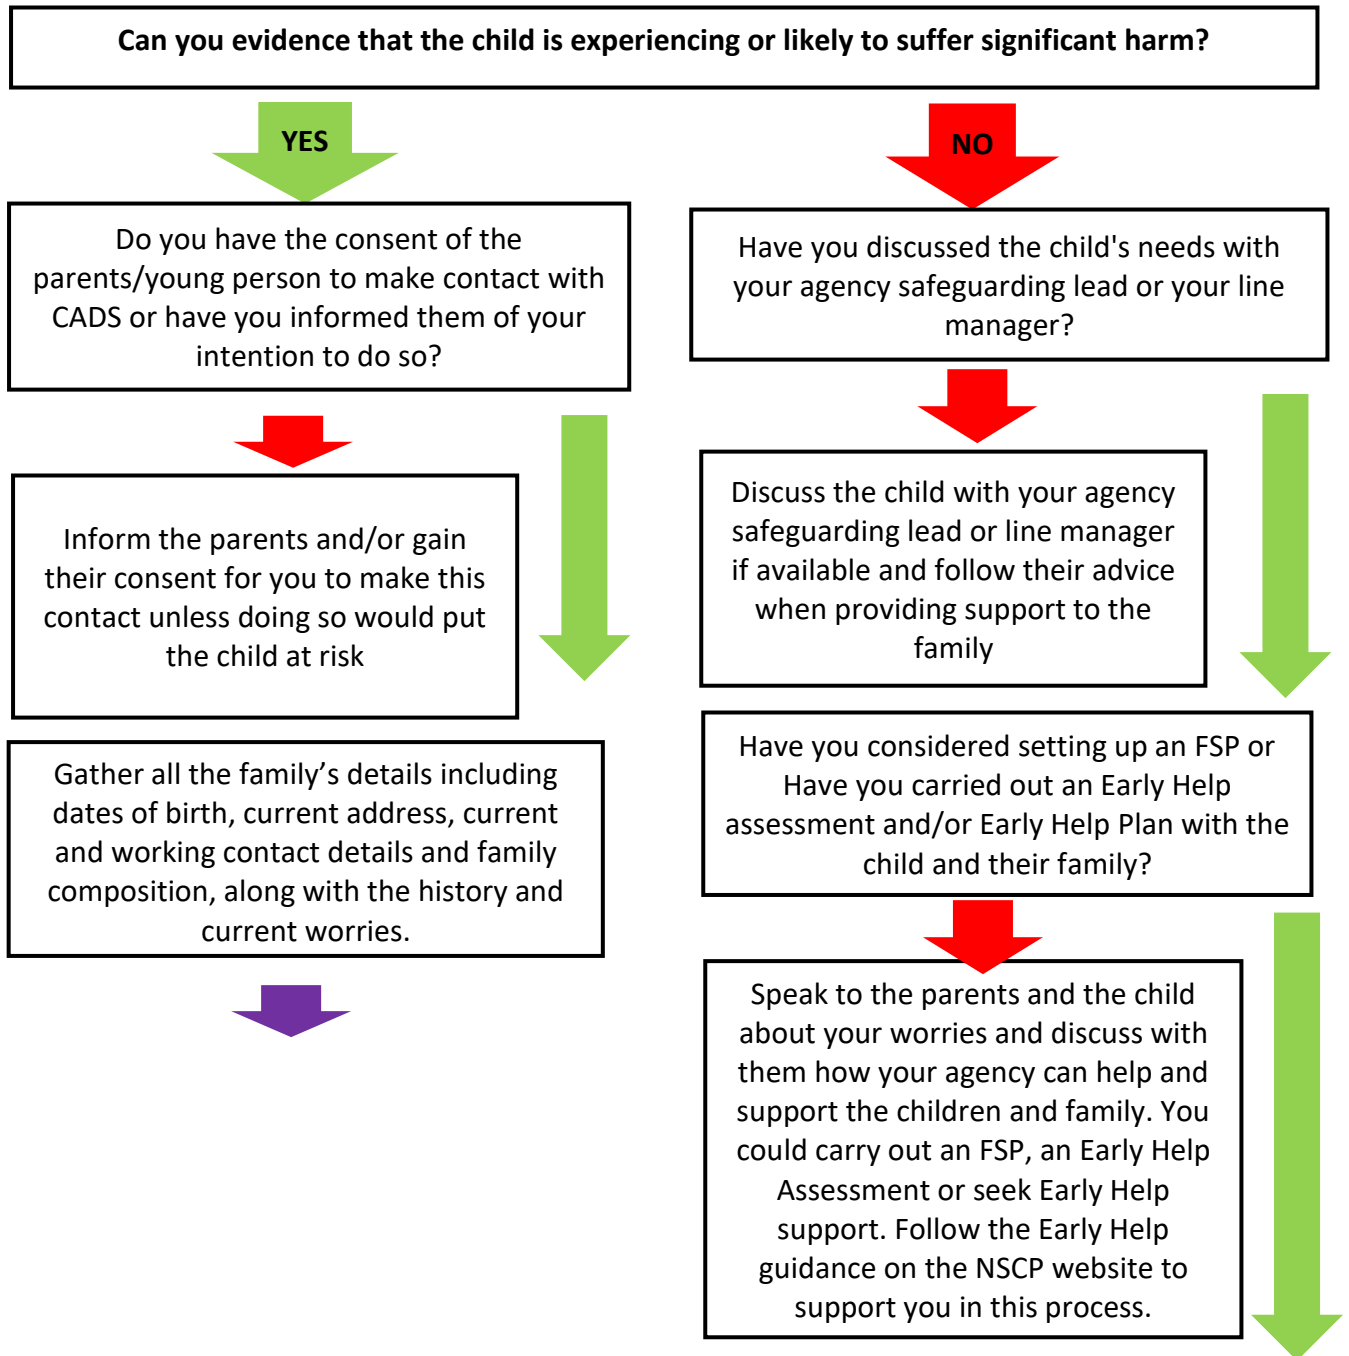 Can you evidence that the child is experiencing or likely to suffer significant harm?
YES
NO
Do you have the consent of the
parents/young person to make contact with
CADS or have you informed them of your
intention to do so?
Have you discussed the child's needs with
your agency safeguarding lead or your line
manager?
Inform the parents and/or gain
their consent for you to make this
contact unless doing so would put
the child at risk
Discuss the child with your agency
safeguarding lead or line manager
if available and follow their advice
when providing support to the
family
Gather all the family’s details including
dates of birth, current address, current
and working contact details and family
composition, along with the history and
current worries.
Have you considered setting up an FSP or
Have you carried out an Early Help
assessment and/or Early Help Plan with the
child and their family?
Speak to the parents and the child
about your worries and discuss with
them how your agency can help and
support the children and family. You
could carry out an FSP, an Early Help
Assessment or seek Early Help
support. Follow the Early Help
guidance on the NSCP website to
support you in this process.